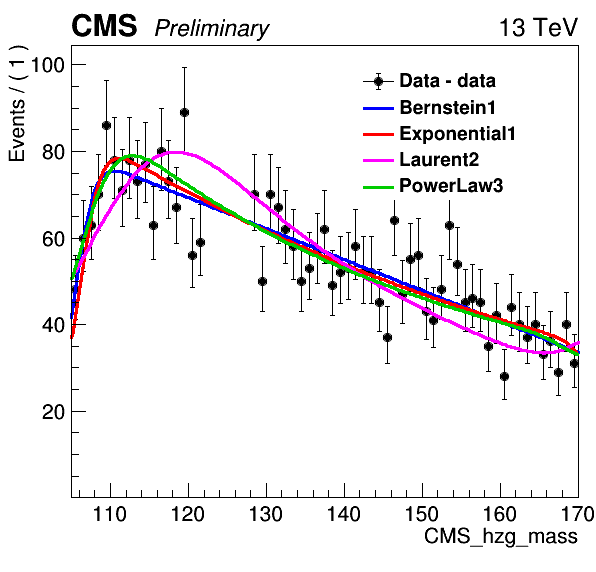 CMS Preliminary 13 TeV
Events / ( 1 )
100
80
60
40
20
Data - data
Bernstein1
Exponential1
Laurent2
PowerLaw3
110 120 130 140 150 160 170
CMS_hzg_mass